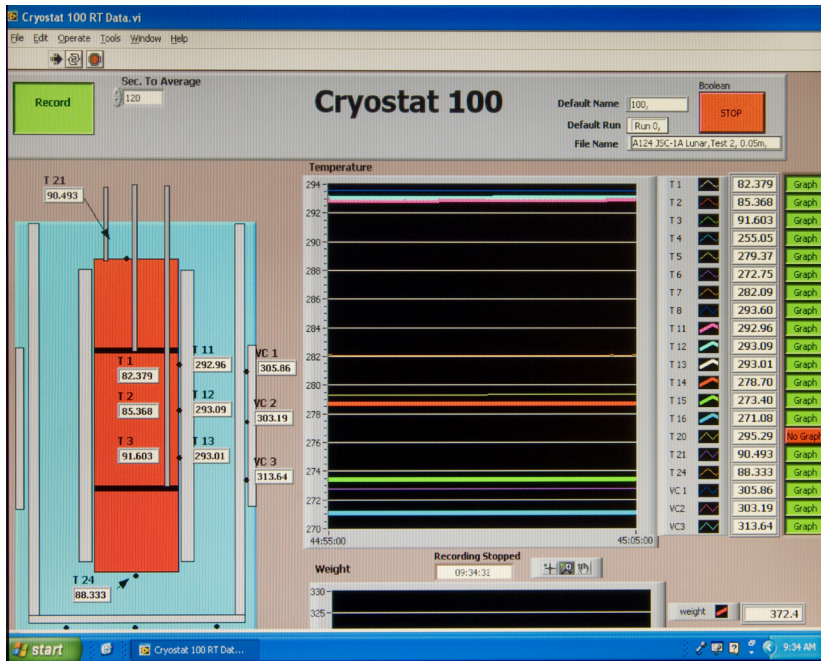 Cryostat 100 RT Data.vi
File Edit Operate Tools Window Help
Record
Sec. To Average
120
Cryostat 100
Default Name 100,
Default Run Run 0,
File Name A124 JSC-1A Lunar,Test 2, 0.05m,
Boolean
STOP
T 21
90.493
T 1
82.379
T 2
85.368
T 3
91.603
T 11
292.96
T 12
293.09
T 13
293.01
VC 1
305.86
VC 2
303.19
VC 3
313.64
T 24
88.333
Temperature
294
292
290
288
286
284
282
280
278
276
274
272
270
44:55:00 45:05:00
T 1 82.379 Graph
T 2 85.368 Graph
T 3 91.603 Graph
T 4 255.05 Graph
T 5 279.37 Graph
T 6 272.75 Graph
T 7 282.09 Graph
T 8 293.60 Graph
T 11 292.96 Graph
T 12 293.09 Graph
T 13 293.01 Graph
T 14 278.70 Graph
T 15 273.40 Graph
T 16 271.08 Graph
T 20 295.29 No Graph
T 21 90.493 Graph
T 24 88.333 Graph
VC 1 305.86 Graph
VC2 303.19 Graph
VC3 313.64 Graph
Weight
Recording Stopped
09:34:31
330
325
weight 372.4
start Cryostat 100 RT Dat... 9:34 AM